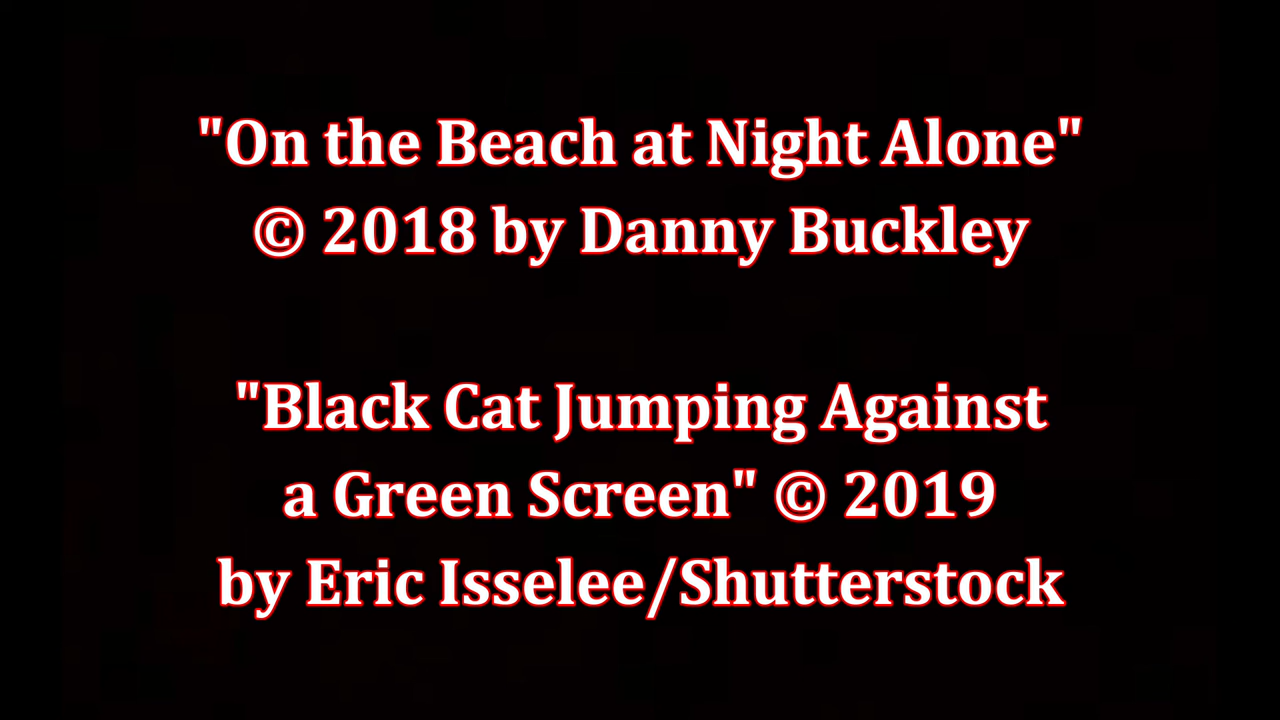 "On the Beach at Night Alone"
© 2018 by Danny Buckley
"Black Cat Jumping Against
a Green Screen" © 2019
by Eric Isselee/Shutterstock